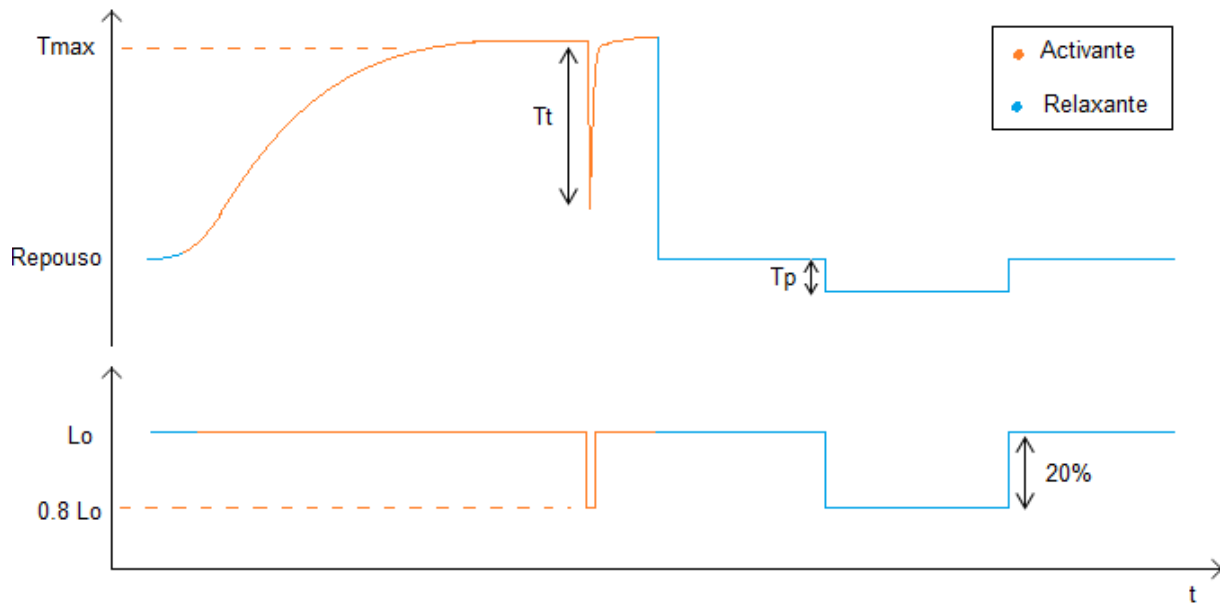 Tmax
Activante
Relaxante
Tt
Repouso
Tp
Lo
20%
0.8 Lo
t